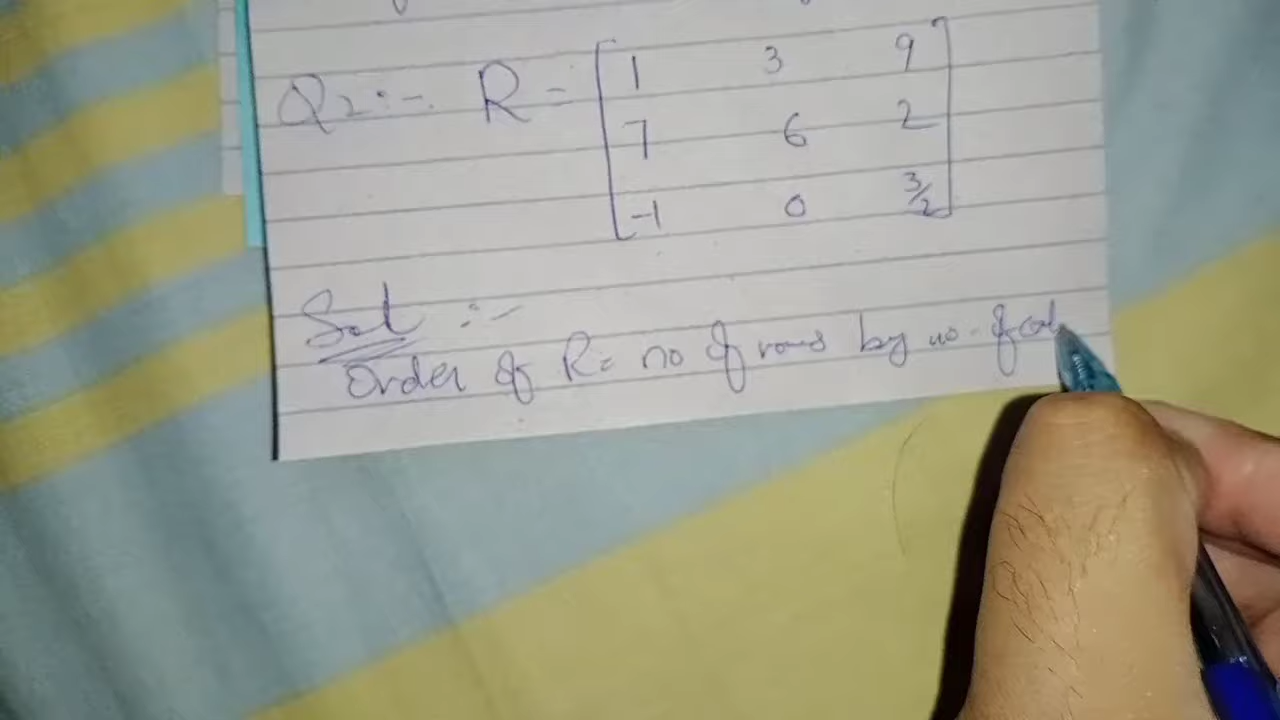 Q2:-. R = [1 3 9
7 6 2
-1 0 3/2]
Sol :-
Order of R = no of rows by no. of col